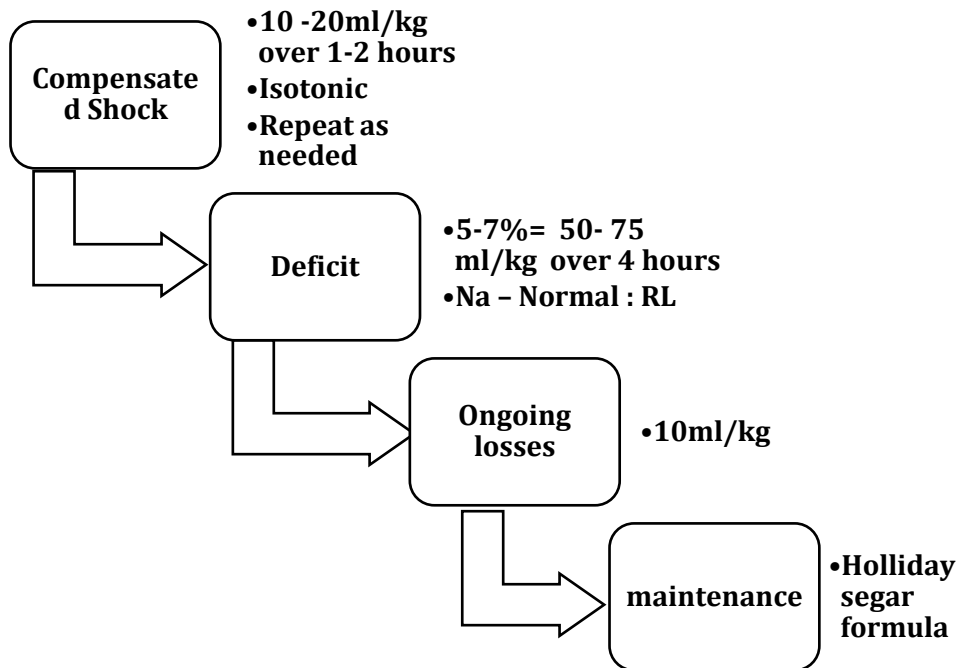 Compensate
d Shock
•10 -20ml/kg
over 1-2 hours
•Isotonic
•Repeat as
needed
Deficit
•5-7%= 50- 75
ml/kg over 4 hours
•Na – Normal : RL
Ongoing
losses
•10ml/kg
maintenance
•Holliday
segar
formula